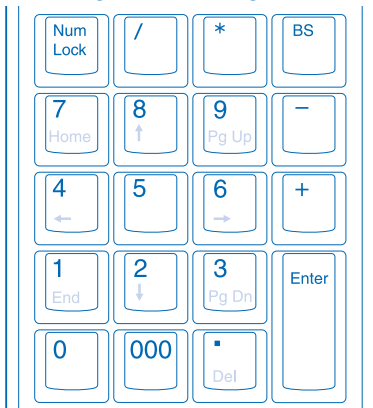 Num
Lock
/
*
BS
7
Home
8
↑
9
Pg Up
−
4
←
5
6
→
+
1
End
2
↓
3
Pg Dn
Enter
0
000
.
Del